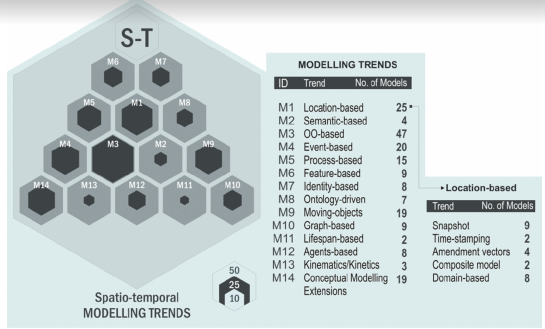 S-T
M6 M7
M5 M1 M8
M4 M3 M2 M9
M14 M13 M12 M11 M10
50
25
10
Spatio-temporal
MODELLING TRENDS
MODELLING TRENDS
ID Trend No. of Models
M1 Location-based 25
M2 Semantic-based 4
M3 OO-based 47
M4 Event-based 20
M5 Process-based 15
M6 Feature-based 9
M7 Identity-based 8
M8 Ontology-driven 7
M9 Moving-objects 19
M10 Graph-based 9
M11 Lifespan-based 2
M12 Agents-based 8
M13 Kinematics/Kinetics 3
M14 Conceptual Modelling 19
Extensions
Location-based
Trend No. of Models
Snapshot 9
Time-stamping 2
Amendment vectors 4
Composite model 2
Domain-based 8